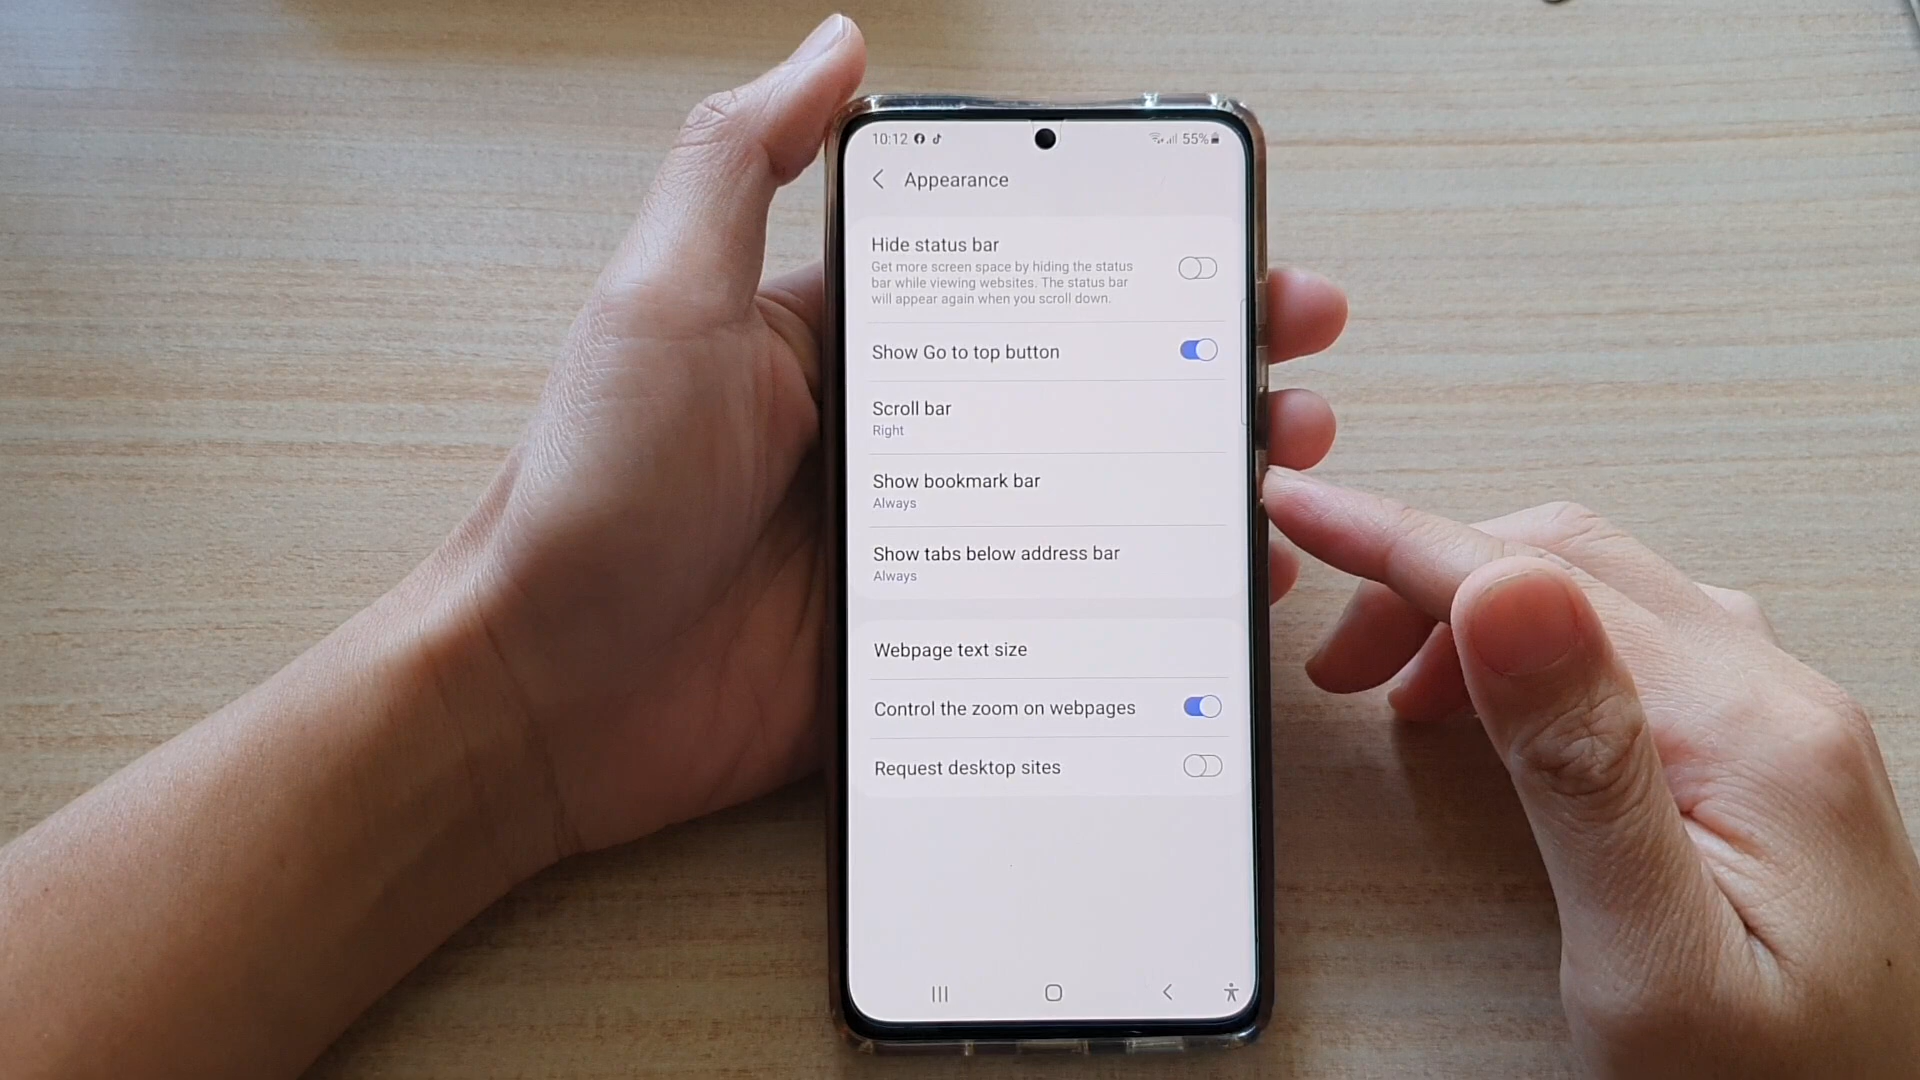 10:12
55%
Appearance
Hide status bar
Get more screen space by hiding the status
bar while viewing websites. The status bar
will appear again when you scroll down.
Show Go to top button
Scroll bar
Right
Show bookmark bar
Always
Show tabs below address bar
Always
Webpage text size
Control the zoom on webpages
Request desktop sites